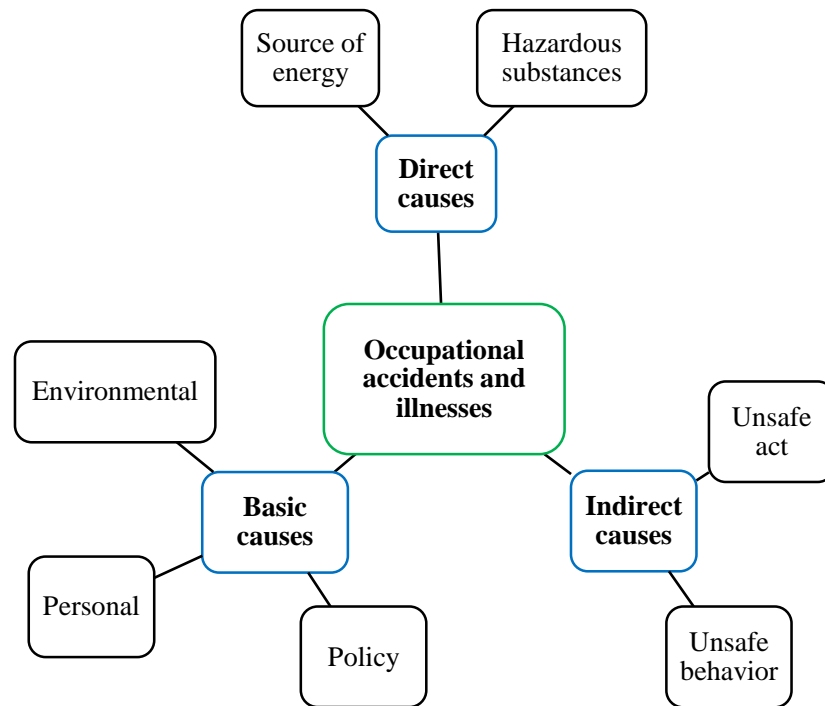 Source of
energy
Hazardous
substances
Direct
causes
Occupational
accidents and
illnesses
Environmental
Unsafe
act
Basic
causes
Indirect
causes
Personal
Policy
Unsafe
behavior